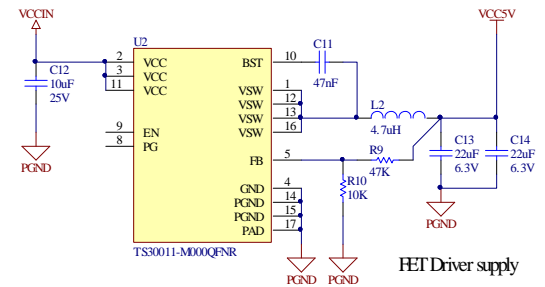 VCCIN
VCC5V
U2
C11
47nF
2 VCC
3 VCC
11 VCC
BST 10
C12
10uF
25V
VSW 1
VSW 12
VSW 13
VSW 16
L2
4.7uH
9 EN
8 PG
FB 5
R9
47K
R10
10K
C13
22uF
6.3V
C14
22uF
6.3V
GND 4
PGND 14
PGND 15
PAD 17
PGND
PGND
PGND
PGND
TS30011-M000QFNR
FET Driver supply